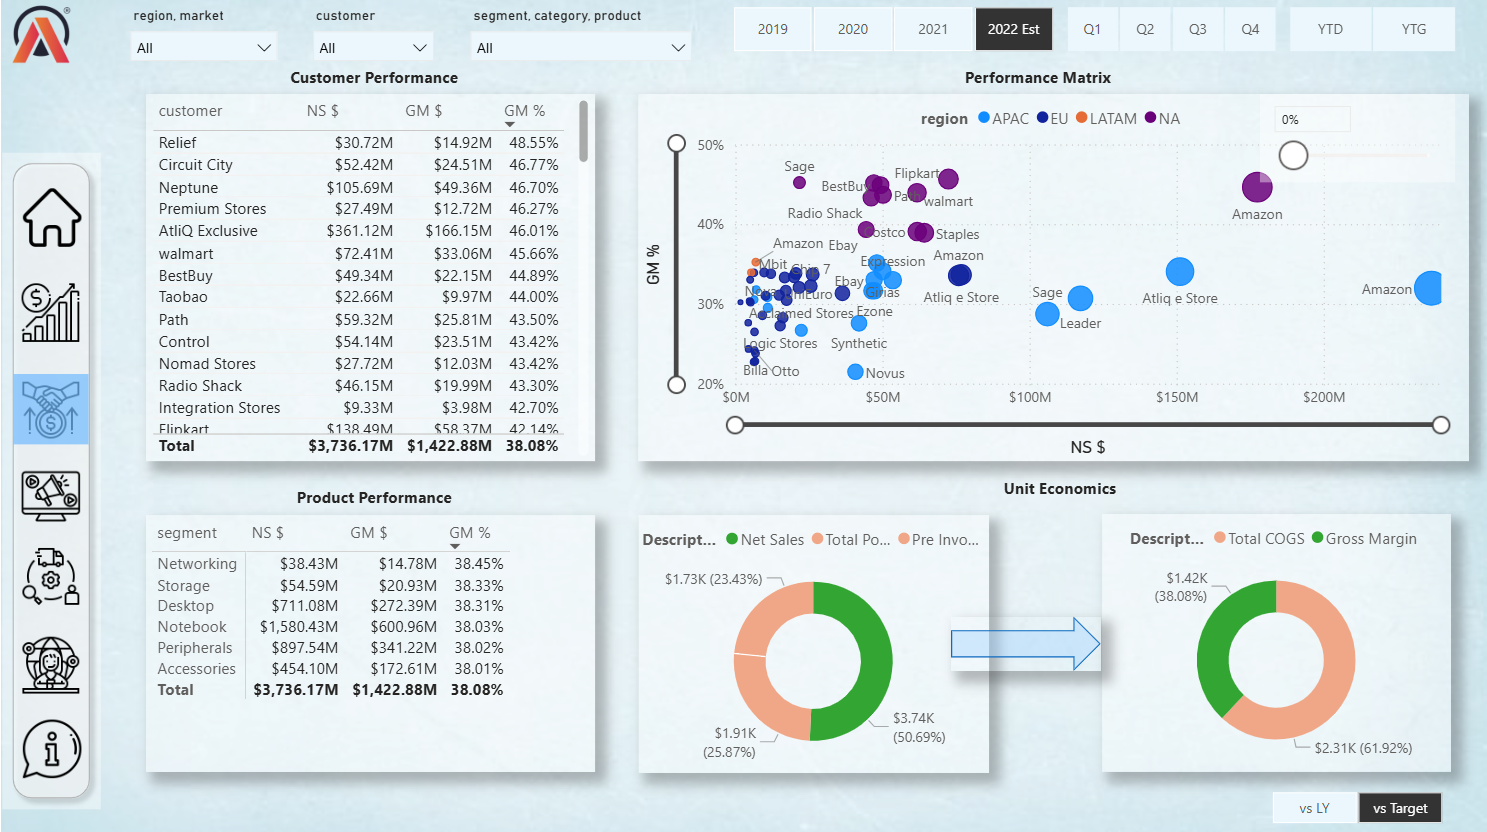 region, market
customer
segment, category, product
All
All
All
2019
2020
2021
2022 Est
Q1
Q2
Q3
Q4
YTD
YTG
Customer Performance
customer NS $ GM $ GM %
Relief $30.72M $14.92M 48.55%
Circuit City $52.42M $24.51M 46.77%
Neptune $105.69M $49.36M 46.70%
Premium Stores $27.49M $12.72M 46.27%
AtliQ Exclusive $361.12M $166.15M 46.01%
walmart $72.41M $33.06M 45.66%
BestBuy $49.34M $22.15M 44.89%
Taobao $22.66M $9.97M 44.00%
Path $59.32M $25.81M 43.50%
Control $54.14M $23.51M 43.42%
Nomad Stores $27.72M $12.03M 43.42%
Radio Shack $46.15M $19.99M 43.30%
Integration Stores $9.33M $3.98M 42.70%
Flipkart $138.49M $58.37M 42.14%
Total $3,736.17M $1,422.88M 38.08%
Performance Matrix
region APAC EU LATAM NA
0%
GM %
50%
40%
30%
20%
Sage
Flipkart
BestBuy
Path
walmart
Radio Shack
Costco
Staples
Amazon
Amazon
Ebay
Amazon
Mbit
Chip 7
Expression
Ebay
Nova
UniEuro
Girias
Atliq e Store
Sage
Atliq e Store
Amazon
Acclaimed Stores
Ezone
Leader
Logic Stores
Synthetic
Billa
Otto
Novus
$0M
$50M
$100M
$150M
$200M
NS $
Product Performance
segment NS $ GM $ GM %
Networking $38.43M $14.78M 38.45%
Storage $54.59M $20.93M 38.33%
Desktop $711.08M $272.39M 38.31%
Notebook $1,580.43M $600.96M 38.03%
Peripherals $897.54M $341.22M 38.02%
Accessories $454.10M $172.61M 38.01%
Total $3,736.17M $1,422.88M 38.08%
Unit Economics
Descript... Net Sales Total Po... Pre Invo...
$1.73K (23.43%)
$1.91K
(25.87%)
$3.74K
(50.69%)
Descript... Total COGS Gross Margin
$1.42K
(38.08%)
$2.31K (61.92%)
vs LY
vs Target